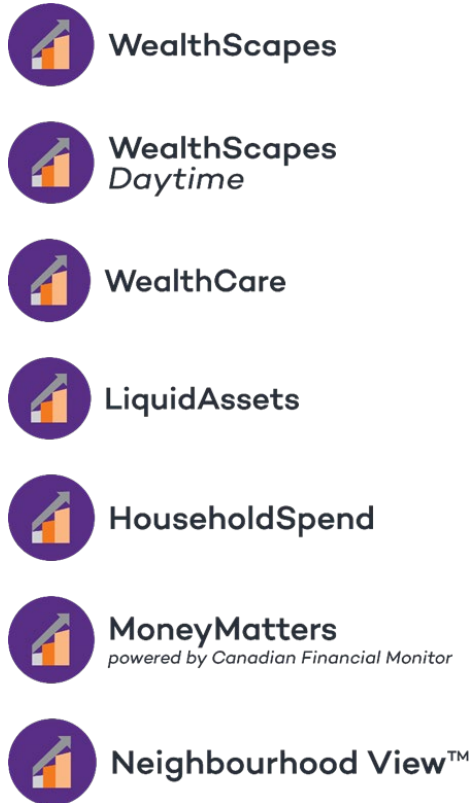 WealthScapes
WealthScapes
Daytime
WealthCare
LiquidAssets
HouseholdSpend
MoneyMatters
powered by Canadian Financial Monitor
Neighbourhood View™